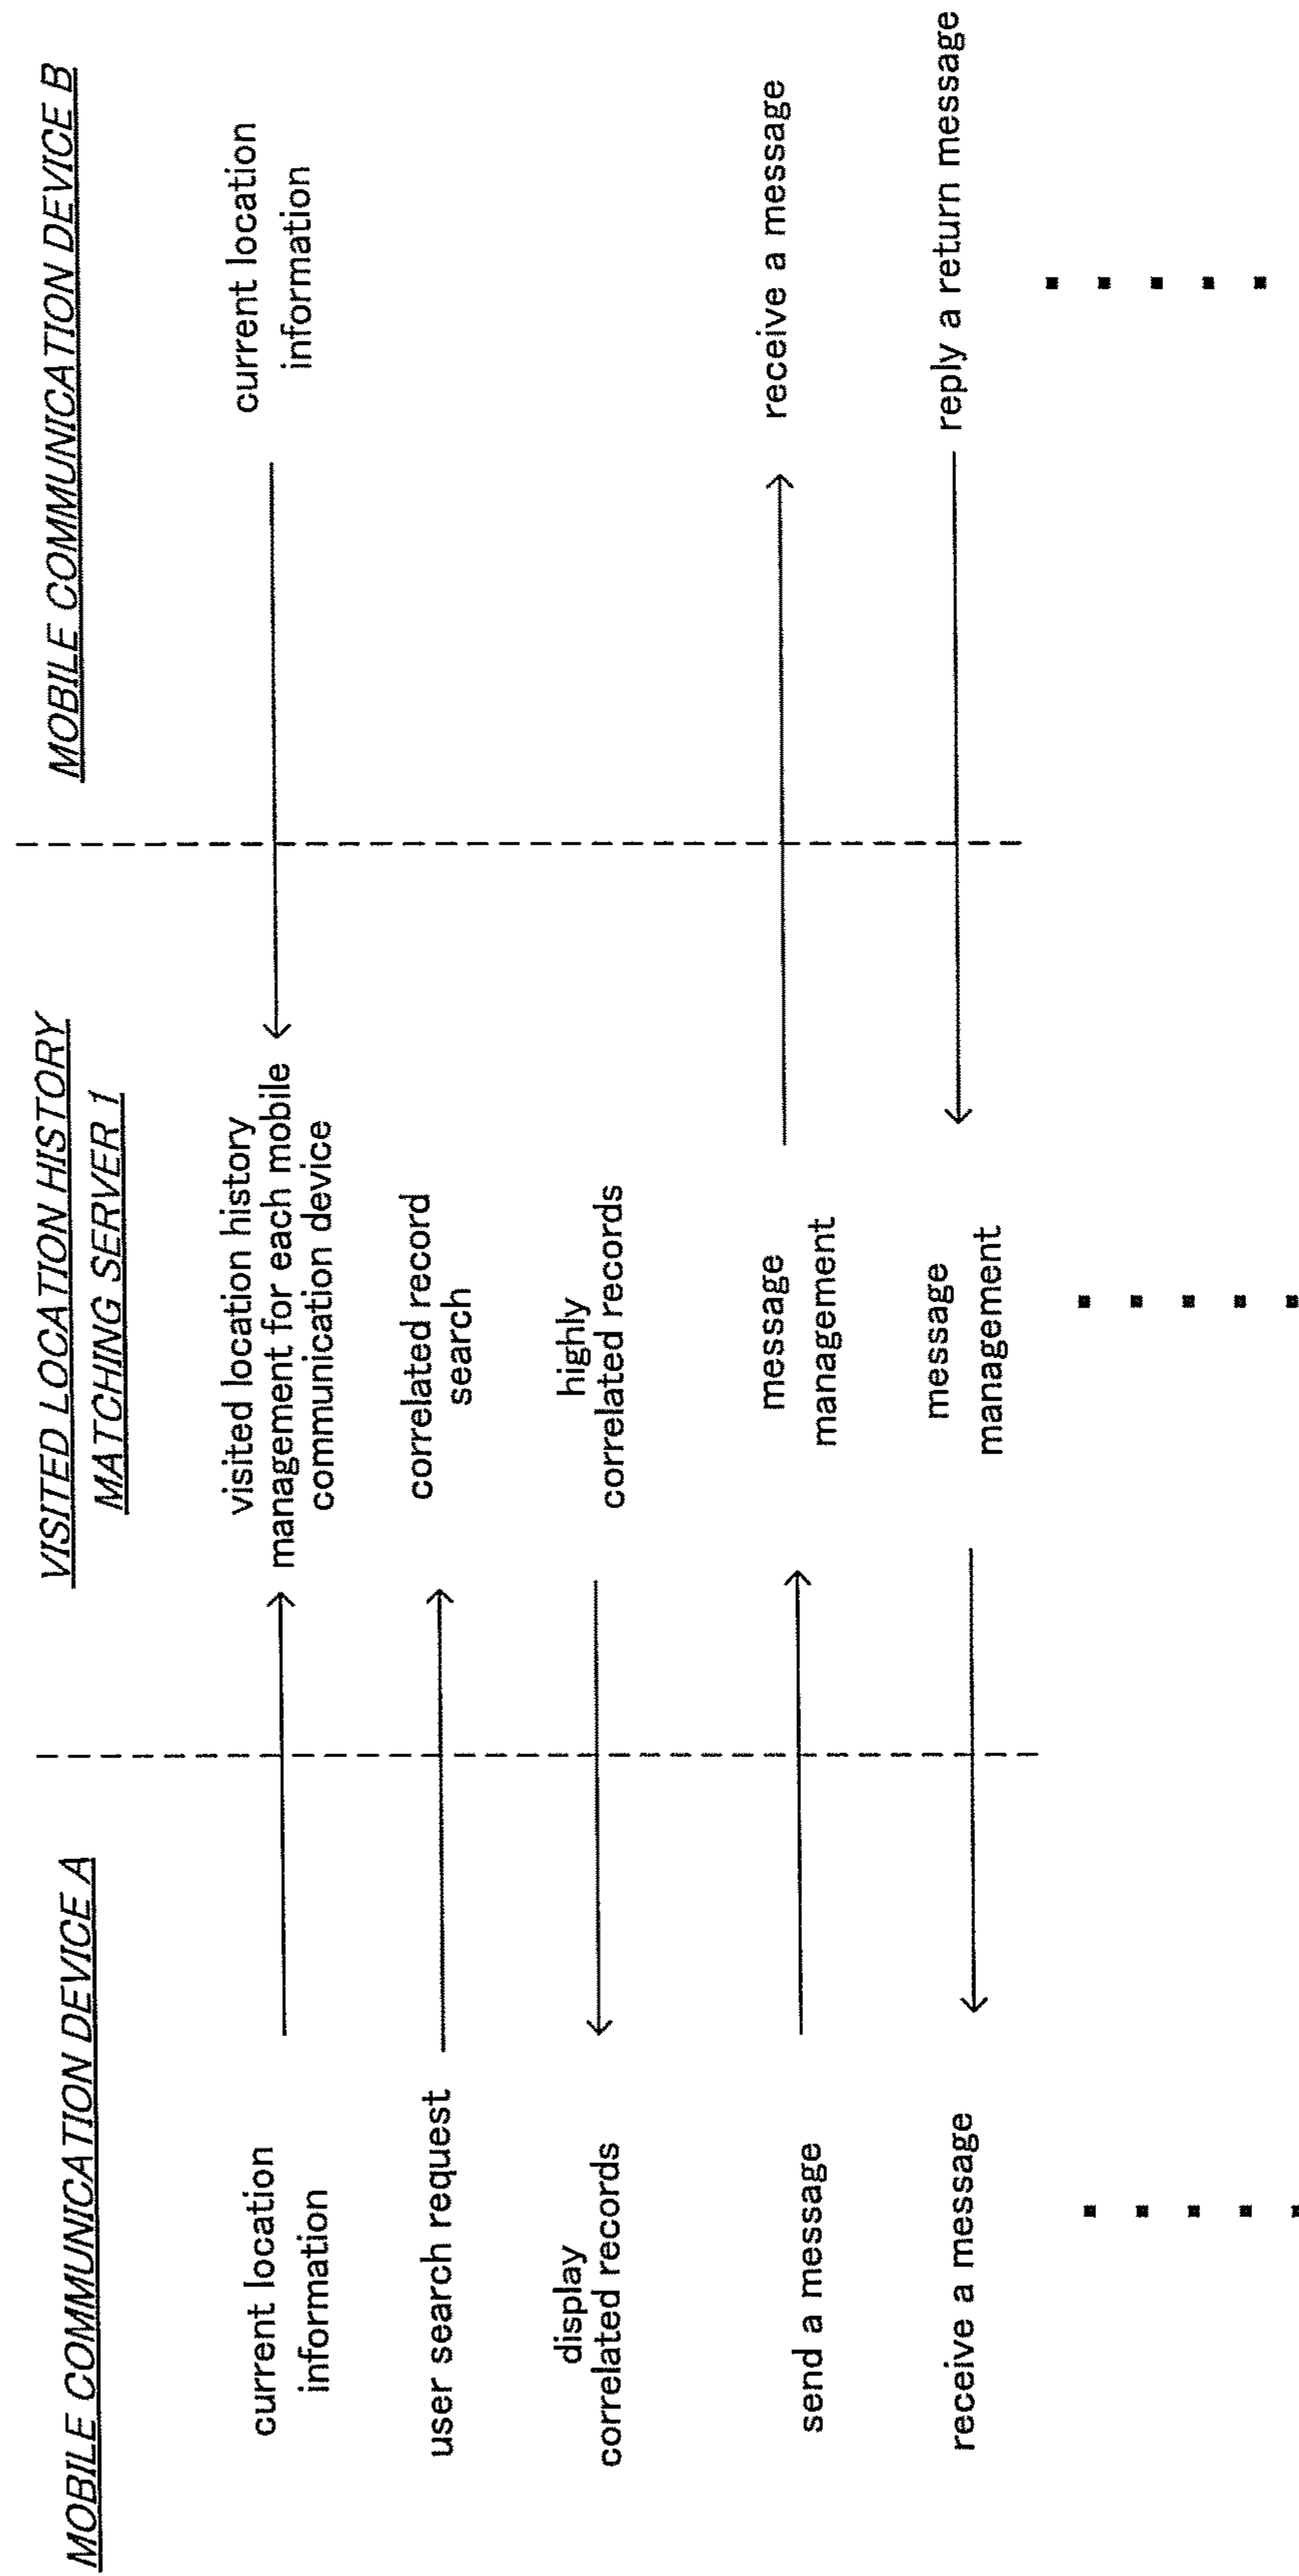 MOBILE COMMUNICATION DEVICE A
VISITED LOCATION HISTORY
MATCHING SERVER 1
MOBILE COMMUNICATION DEVICE B
current location
information
visited location history
management for each mobile
communication device
current location
information
user search request
correlated record
search
display
correlated records
highly
correlated records
send a message
message
management
receive a message
receive a message
message
management
reply a return message